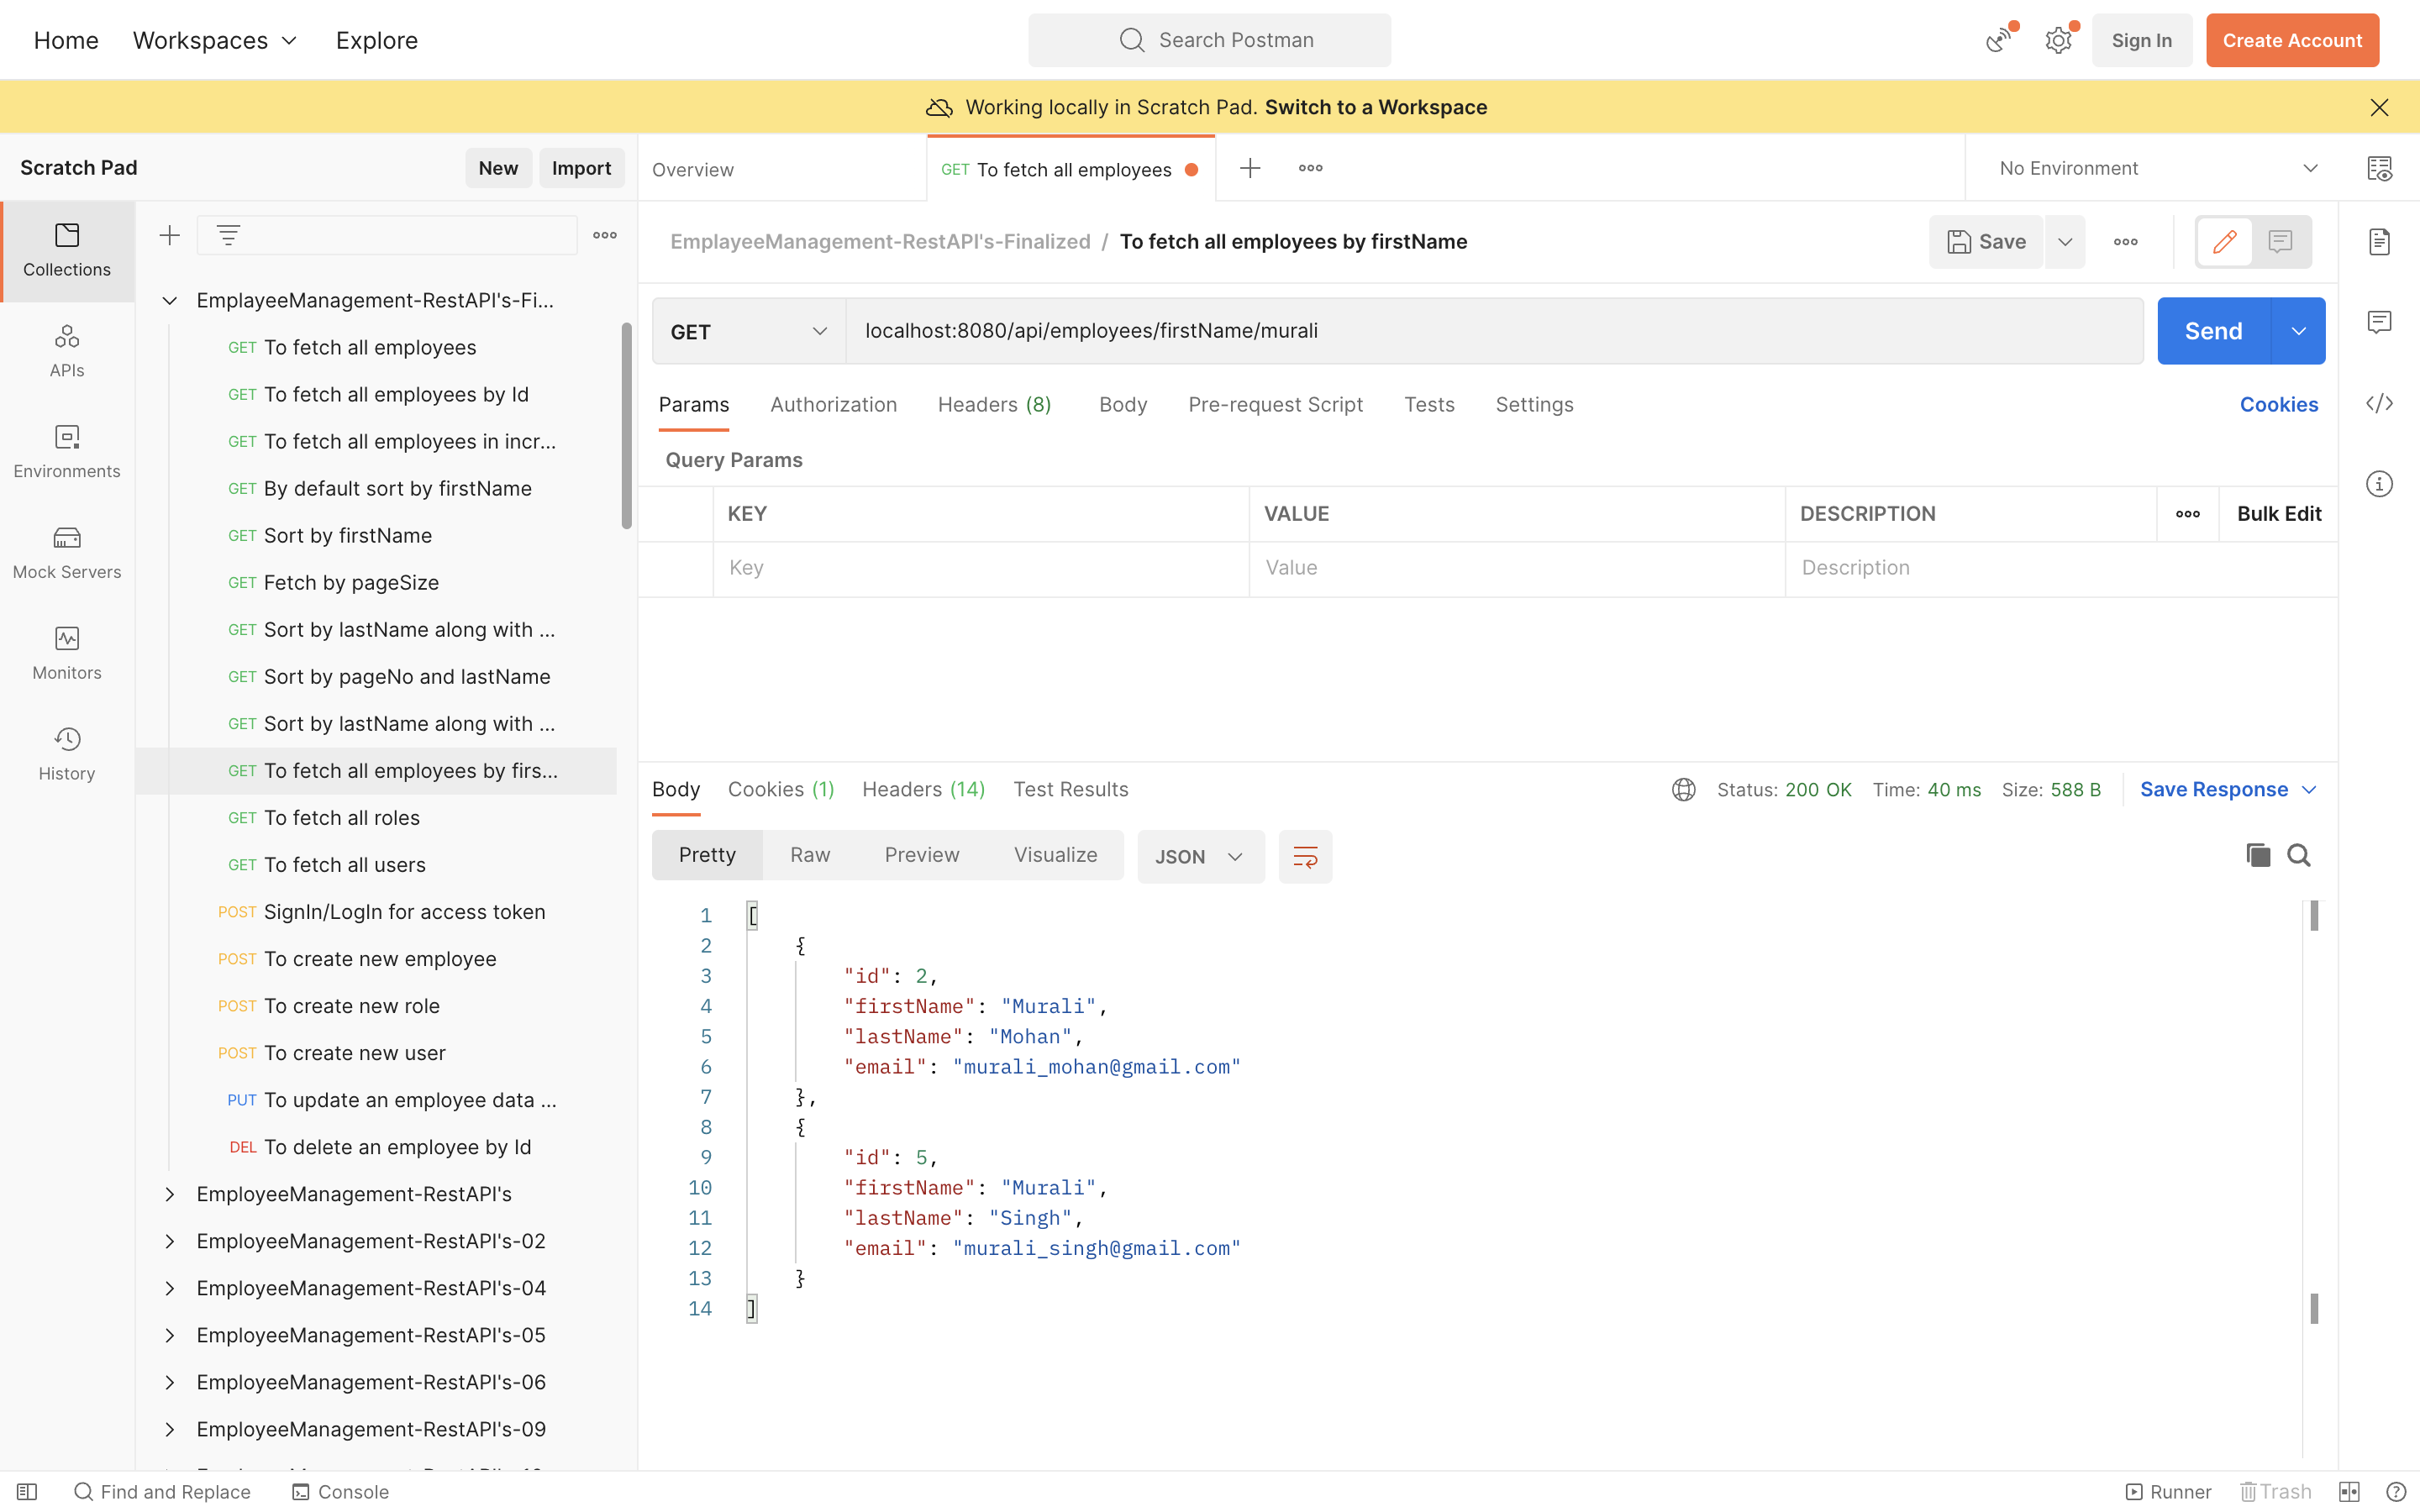 Home Workspaces Explore Search Postman Sign In Create Account
Working locally in Scratch Pad. Switch to a Workspace
Scratch Pad New Import
Overview GET To fetch all employees No Environment
Collections
APIs
Environments
Mock Servers
Monitors
History
EmplayeeManagement-RestAPI's-Fi...
GET To fetch all employees
GET To fetch all employees by Id
GET To fetch all employees in incr...
GET By default sort by firstName
GET Sort by firstName
GET Fetch by pageSize
GET Sort by lastName along with ...
GET Sort by pageNo and lastName
GET Sort by lastName along with ...
GET To fetch all employees by firs...
GET To fetch all roles
GET To fetch all users
POST SignIn/LogIn for access token
POST To create new employee
POST To create new role
POST To create new user
PUT To update an employee data ...
DEL To delete an employee by Id
EmployeeManagement-RestAPI's
EmployeeManagement-RestAPI's-02
EmployeeManagement-RestAPI's-04
EmployeeManagement-RestAPI's-05
EmployeeManagement-RestAPI's-06
EmployeeManagement-RestAPI's-09
EmplayeeManagement-RestAPI's-Finalized / To fetch all employees by firstName Save
GET localhost:8080/api/employees/firstName/murali Send
Params Authorization Headers (8) Body Pre-request Script Tests Settings Cookies
Query Params
KEY VALUE DESCRIPTION Bulk Edit
Key Value Description
Body Cookies (1) Headers (14) Test Results Status: 200 OK Time: 40 ms Size: 588 B Save Response
Pretty Raw Preview Visualize JSON
1 [
2 {
3 "id": 2,
4 "firstName": "Murali",
5 "lastName": "Mohan",
6 "email": "murali_mohan@gmail.com"
7 },
8 {
9 "id": 5,
10 "firstName": "Murali",
11 "lastName": "Singh",
12 "email": "murali_singh@gmail.com"
13 }
14 ]
Find and Replace Console Runner Trash